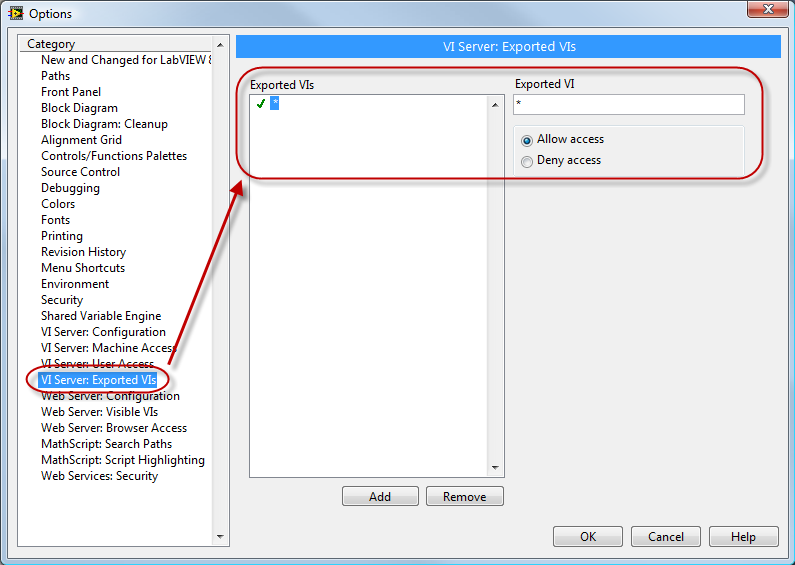 Options
Category
New and Changed for LabVIEW 8
Paths
Front Panel
Block Diagram
Block Diagram: Cleanup
Alignment Grid
Controls/Functions Palettes
Source Control
Debugging
Colors
Fonts
Printing
Revision History
Menu Shortcuts
Environment
Security
Shared Variable Engine
VI Server: Configuration
VI Server: Machine Access
VI Server: User Access
VI Server: Exported VIs
Web Server: Configuration
Web Server: Visible VIs
Web Server: Browser Access
MathScript: Search Paths
MathScript: Script Highlighting
Web Services: Security
VI Server: Exported VIs
Exported VIs
*
Exported VI
*
Allow access
Deny access
Add Remove
OK Cancel Help